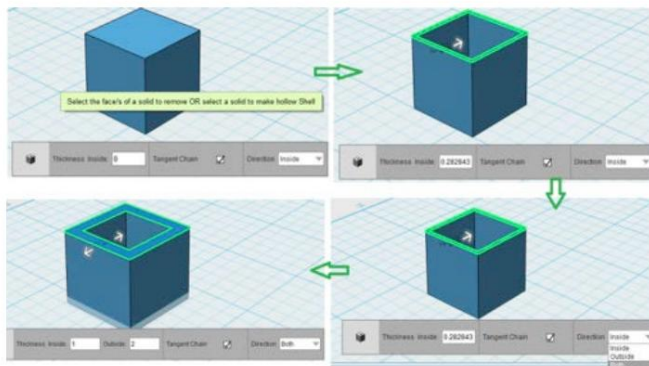 Select the face/s of a solid to remove OR select a solid to make hollow Shell
Thickness Inside: 0 Tangent Chain Direction Inside
Thickness Inside: 0.282843 Tangent Chain Direction Inside
Thickness Inside: 0.282843 Tangent Chain Direction: Inside
Inside
Outside
Both
Thickness Inside: 1 Outside: 2 Tangent Chain Direction Both